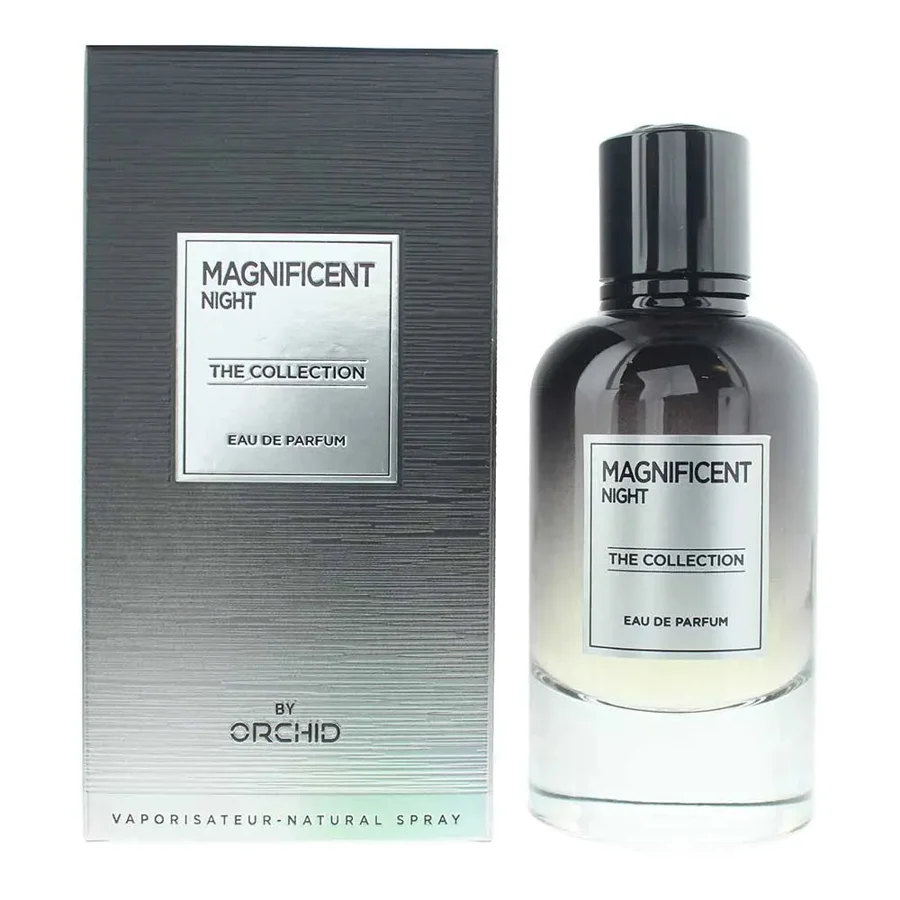 MAGNIFICENT
NIGHT
THE COLLECTION
EAU DE PARFUM
BY
ORCHID
VAPORISATEUR-NATURAL SPRAY
MAGNIFICENT
NIGHT
THE COLLECTION
EAU DE PARFUM